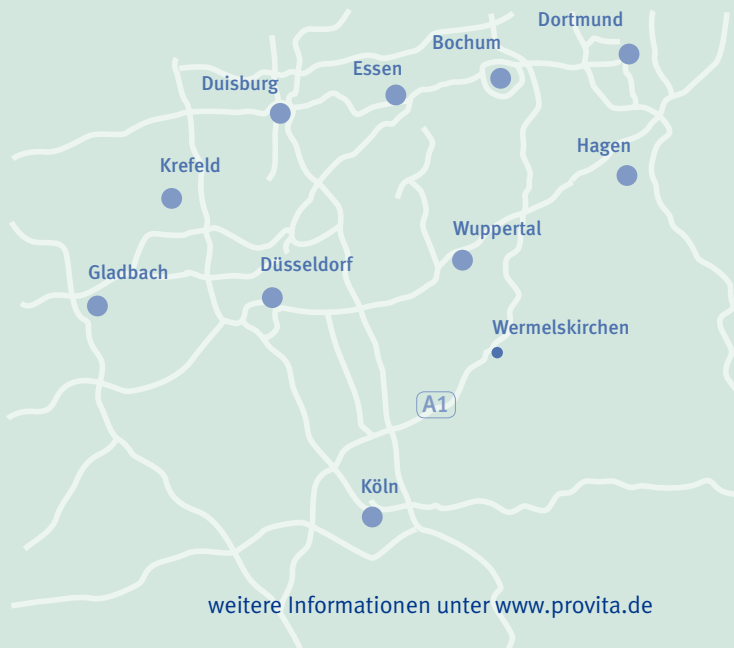 Dortmund
Bochum
Essen
Duisburg
Hagen
Krefeld
Wuppertal
Düsseldorf
Gladbach
Wermelskirchen
A1
Köln
weitere Informationen unter www.provita.de